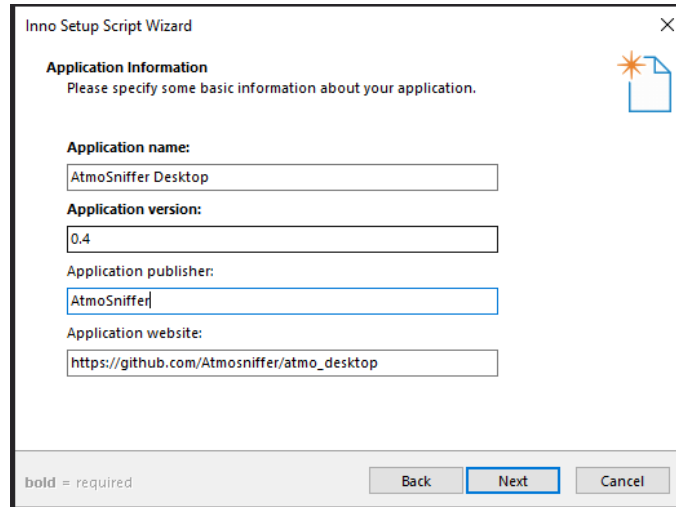 Inno Setup Script Wizard
Application Information
Please specify some basic information about your application.
Application name:
AtmoSniffer Desktop
Application version:
0.4
Application publisher:
AtmoSniffer
Application website:
https://github.com/Atmosniffer/atmo_desktop
bold = required
Back
Next
Cancel